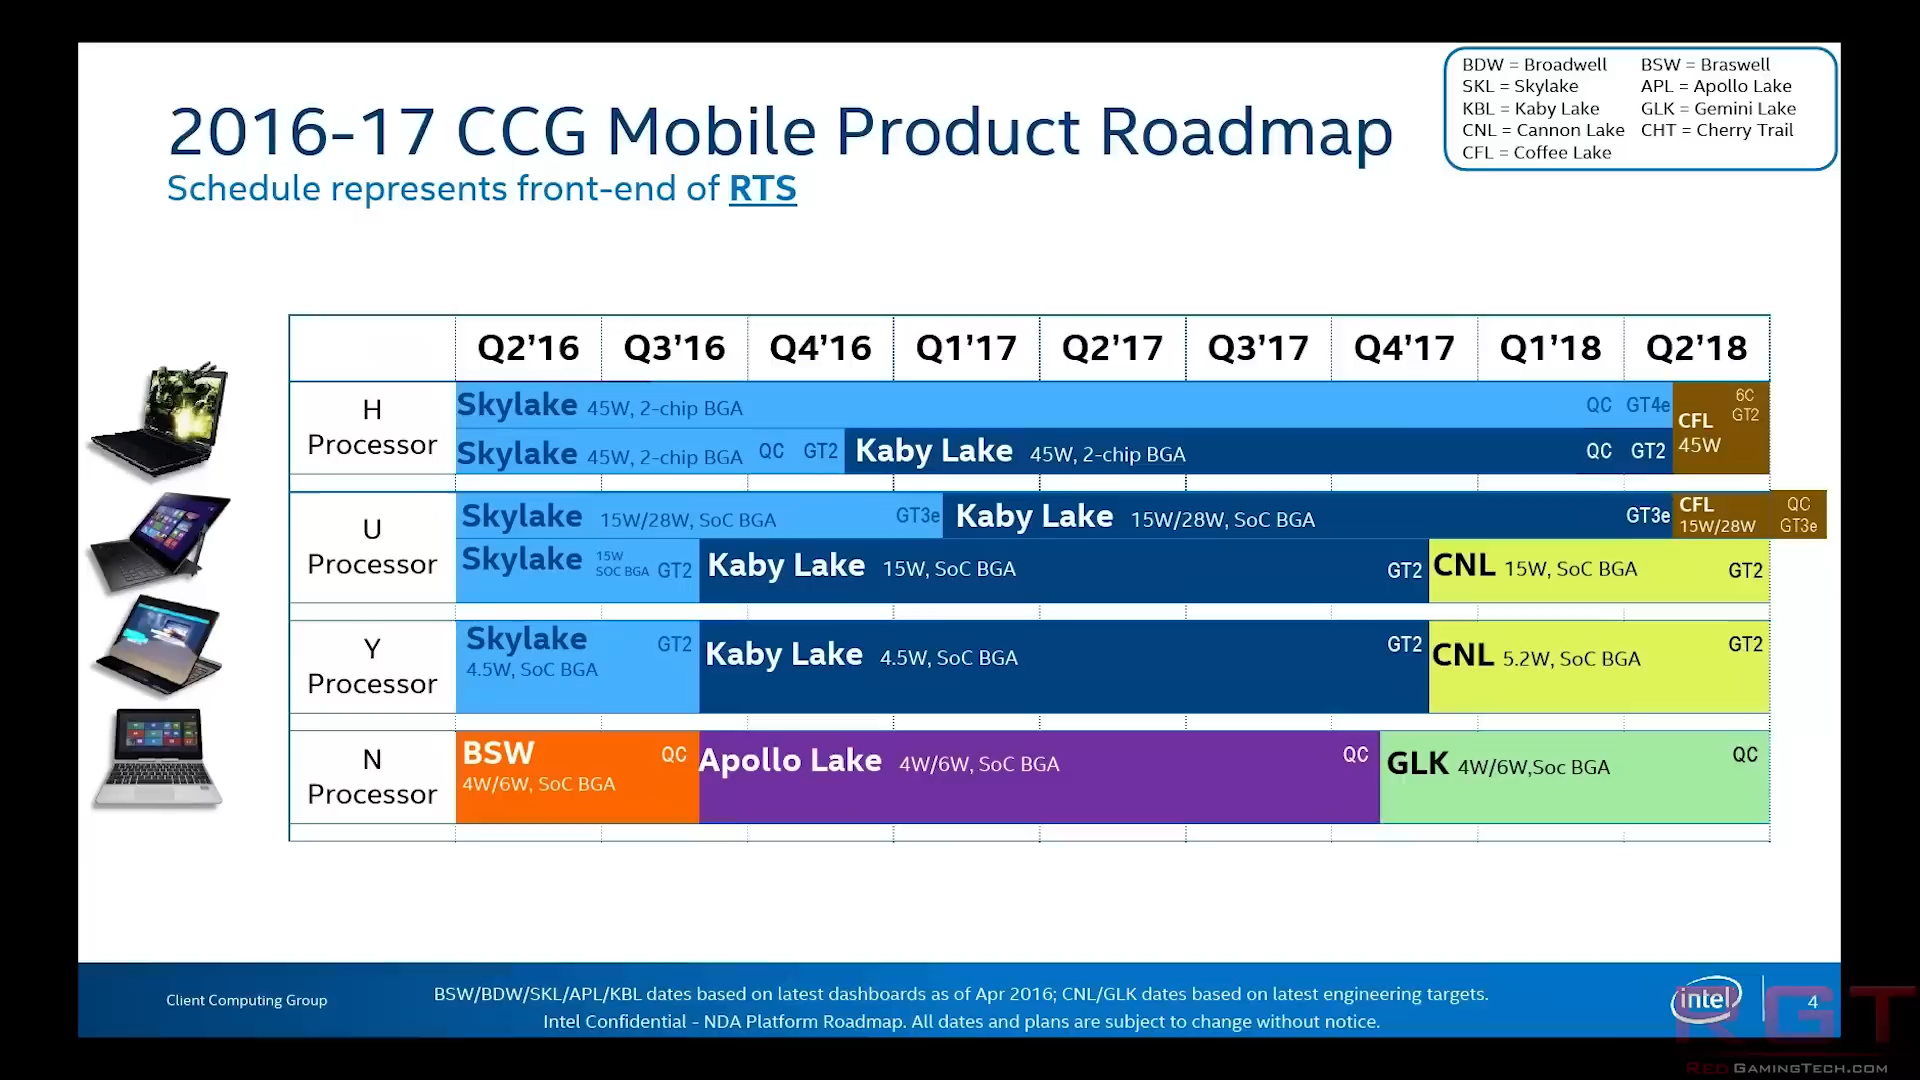 BDW = Broadwell BSW = Braswell
SKL = Skylake APL = Apollo Lake
KBL = Kaby Lake GLK = Gemini Lake
CNL = Cannon Lake CHT = Cherry Trail
CFL = Coffee Lake
2016-17 CCG Mobile Product Roadmap
Schedule represents front-end of RTS
Q2’16 Q3’16 Q4’16 Q1’17 Q2’17 Q3’17 Q4’17 Q1’18 Q2’18
H
Processor
Skylake 45W, 2-chip BGA QC GT4e
Skylake 45W, 2-chip BGA QC GT2 Kaby Lake 45W, 2-chip BGA QC GT2
CFL
45W
6C
GT2
U
Processor
Skylake 15W/28W, SoC BGA GT3e Kaby Lake 15W/28W, SoC BGA GT3e
CFL
15W/28W
QC
GT3e
Skylake 15W
SOC BGA GT2
Kaby Lake 15W, SoC BGA GT2 CNL 15W, SoC BGA GT2
Y
Processor
Skylake GT2
4.5W, SoC BGA
Kaby Lake 4.5W, SoC BGA GT2 CNL 5.2W, SoC BGA GT2
N
Processor
BSW QC
4W/6W, SoC BGA
Apollo Lake 4W/6W, SoC BGA QC GLK 4W/6W,Soc BGA QC
Client Computing Group
BSW/BDW/SKL/APL/KBL dates based on latest dashboards as of Apr 2016; CNL/GLK dates based on latest engineering targets.
Intel Confidential - NDA Platform Roadmap. All dates and plans are subject to change without notice.
intel
4
RGT
RedGamingTech.com